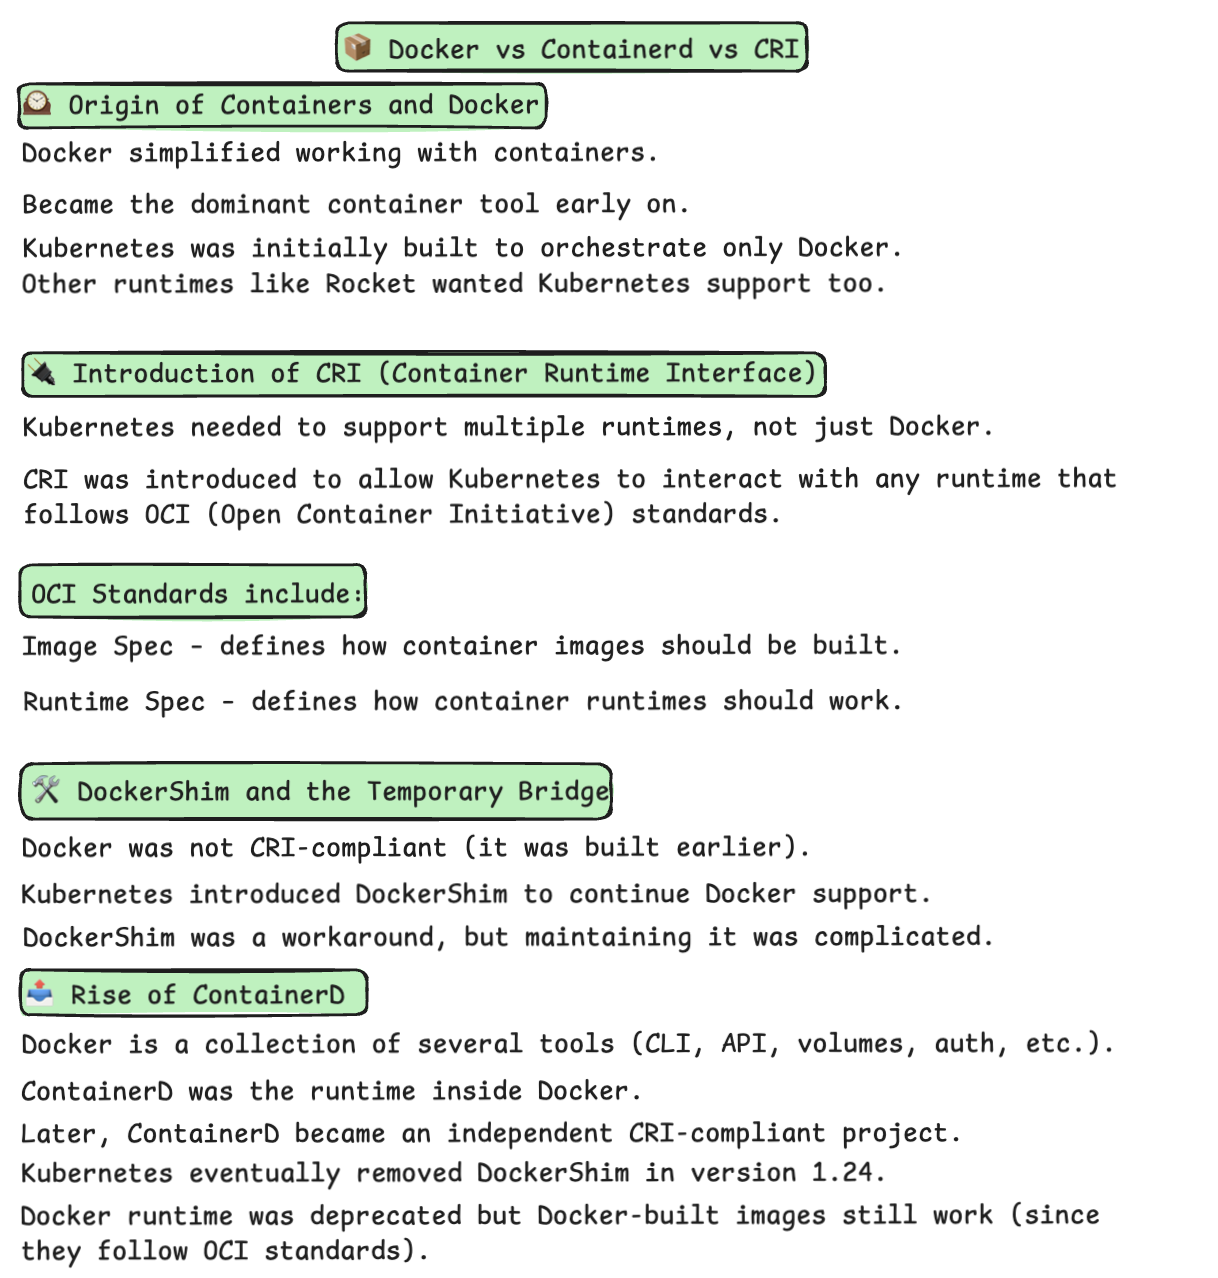 Docker vs Containerd vs CRI
Origin of Containers and Docker
Docker simplified working with containers.
Became the dominant container tool early on.
Kubernetes was initially built to orchestrate only Docker.
Other runtimes like Rocket wanted Kubernetes support too.
Introduction of CRI (Container Runtime Interface)
Kubernetes needed to support multiple runtimes, not just Docker.
CRI was introduced to allow Kubernetes to interact with any runtime that
follows OCI (Open Container Initiative) standards.
OCI Standards include:
Image Spec - defines how container images should be built.
Runtime Spec - defines how container runtimes should work.
DockerShim and the Temporary Bridge
Docker was not CRI-compliant (it was built earlier).
Kubernetes introduced DockerShim to continue Docker support.
DockerShim was a workaround, but maintaining it was complicated.
Rise of ContainerD
Docker is a collection of several tools (CLI, API, volumes, auth, etc.).
ContainerD was the runtime inside Docker.
Later, ContainerD became an independent CRI-compliant project.
Kubernetes eventually removed DockerShim in version 1.24.
Docker runtime was deprecated but Docker-built images still work (since
they follow OCI standards).